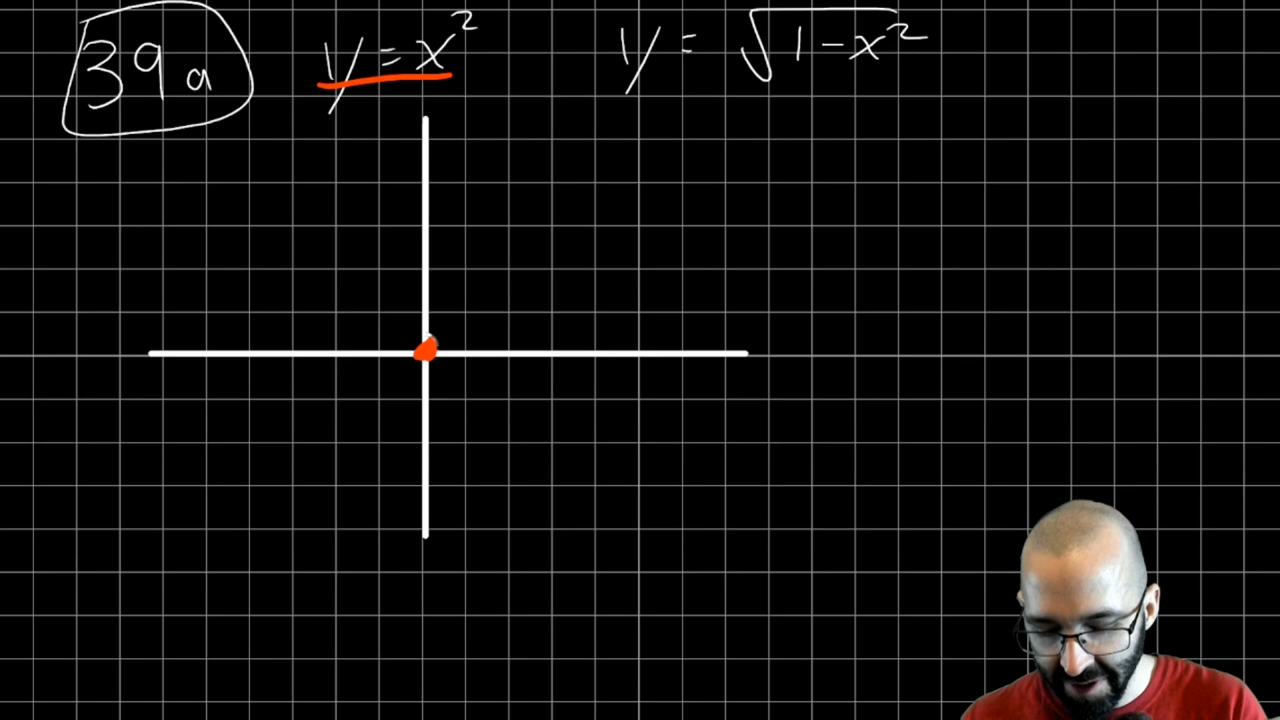 39a y = x² y = √(1-x²)